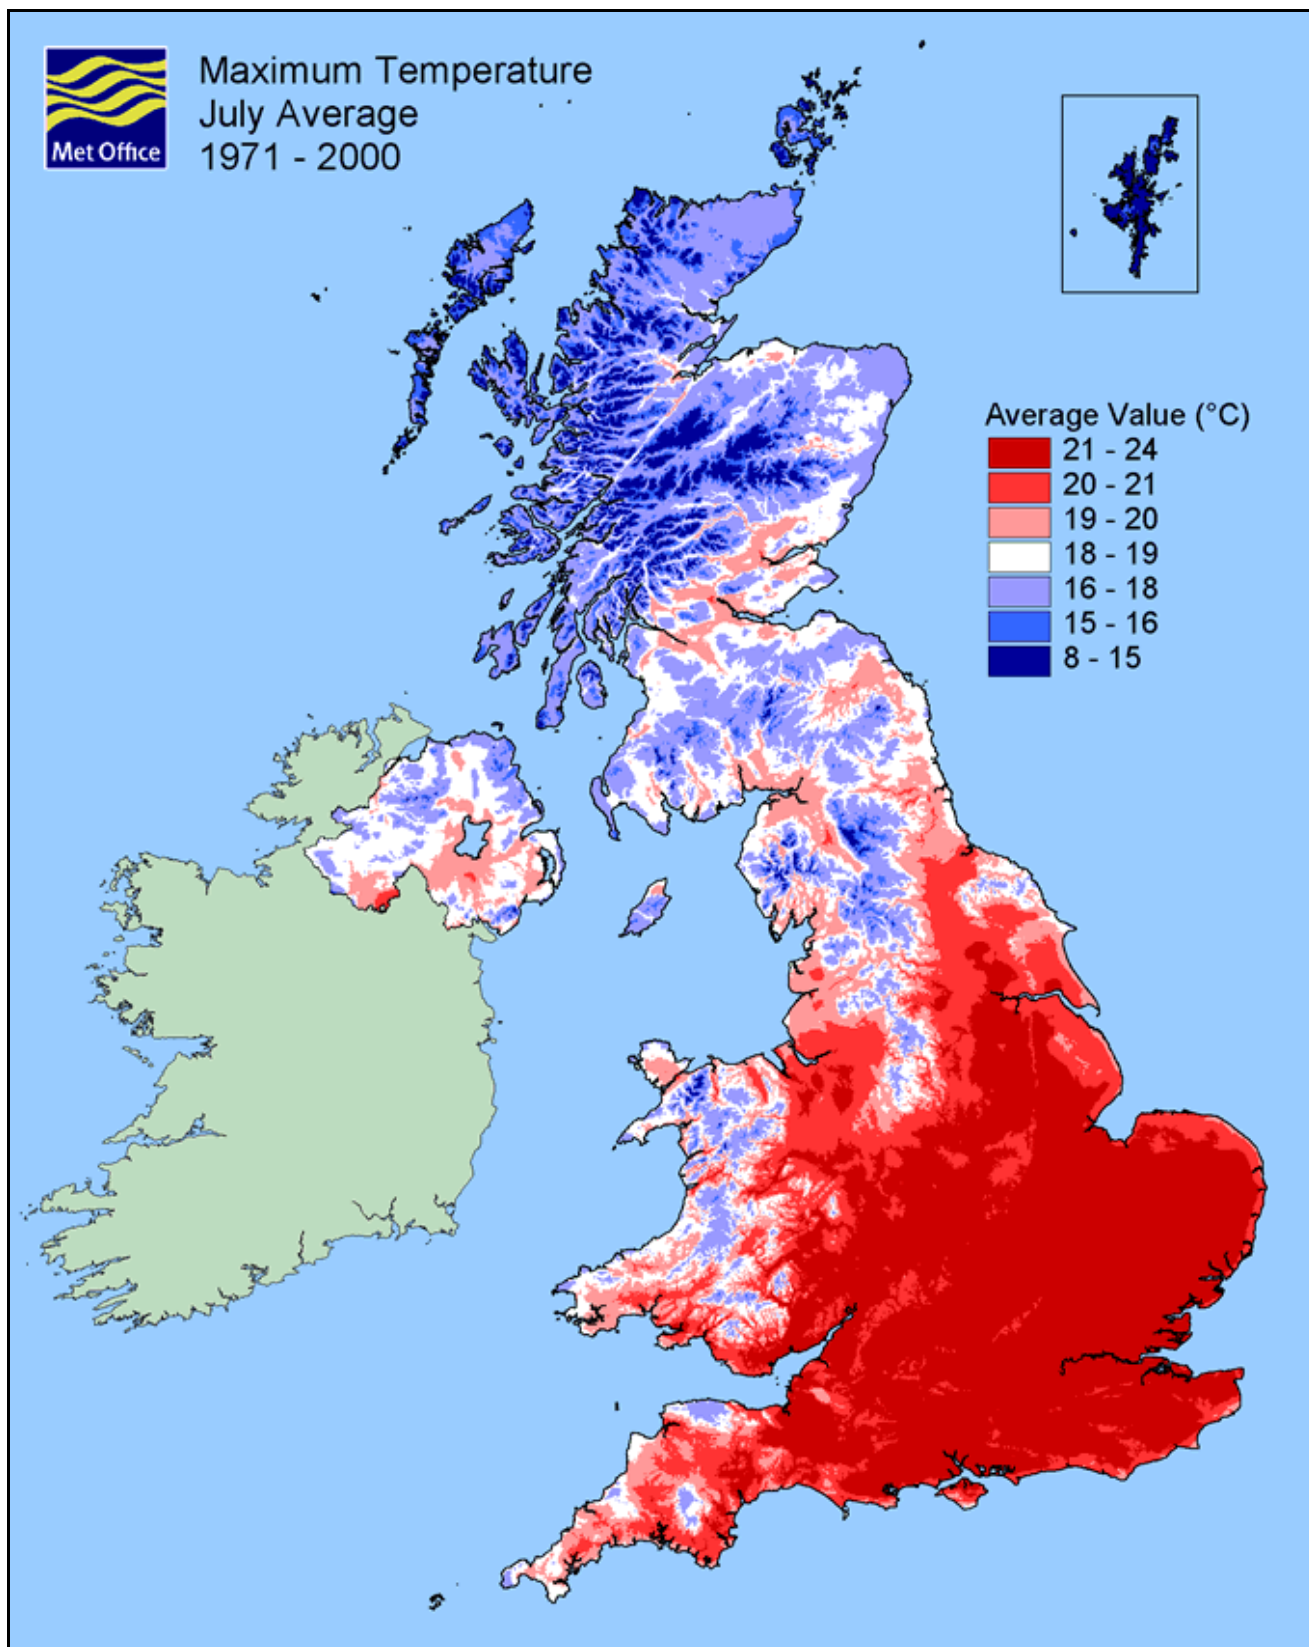 Met Office
Maximum Temperature
July Average
1971 - 2000
Average Value (°C)
21 - 24
20 - 21
19 - 20
18 - 19
16 - 18
15 - 16
8 - 15